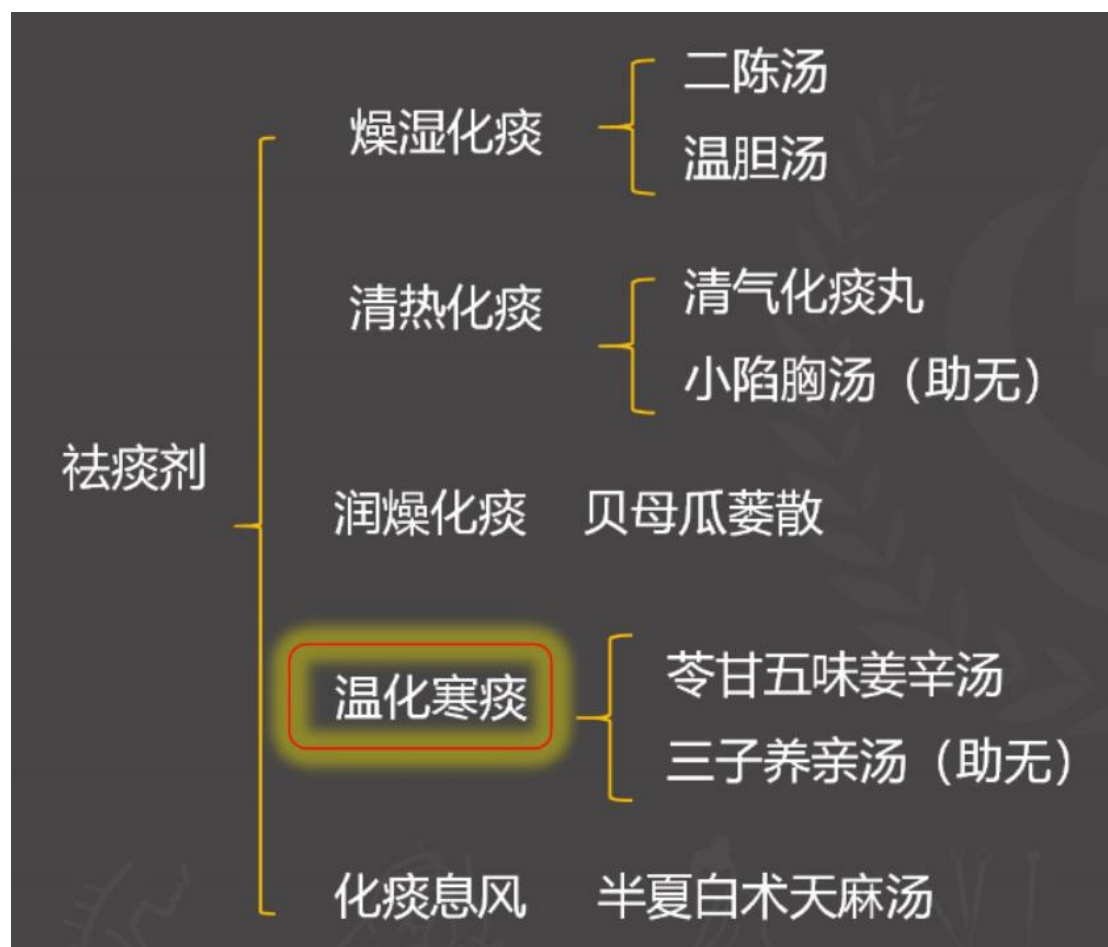 二陈汤
燥湿化痰
温胆汤
清气化痰丸
清热化痰
小陷胸汤（助无）
祛痰剂
润燥化痰 贝母瓜蒌散
苓甘五味姜辛汤
温化寒痰
三子养亲汤（助无）
化痰息风 半夏白术天麻汤